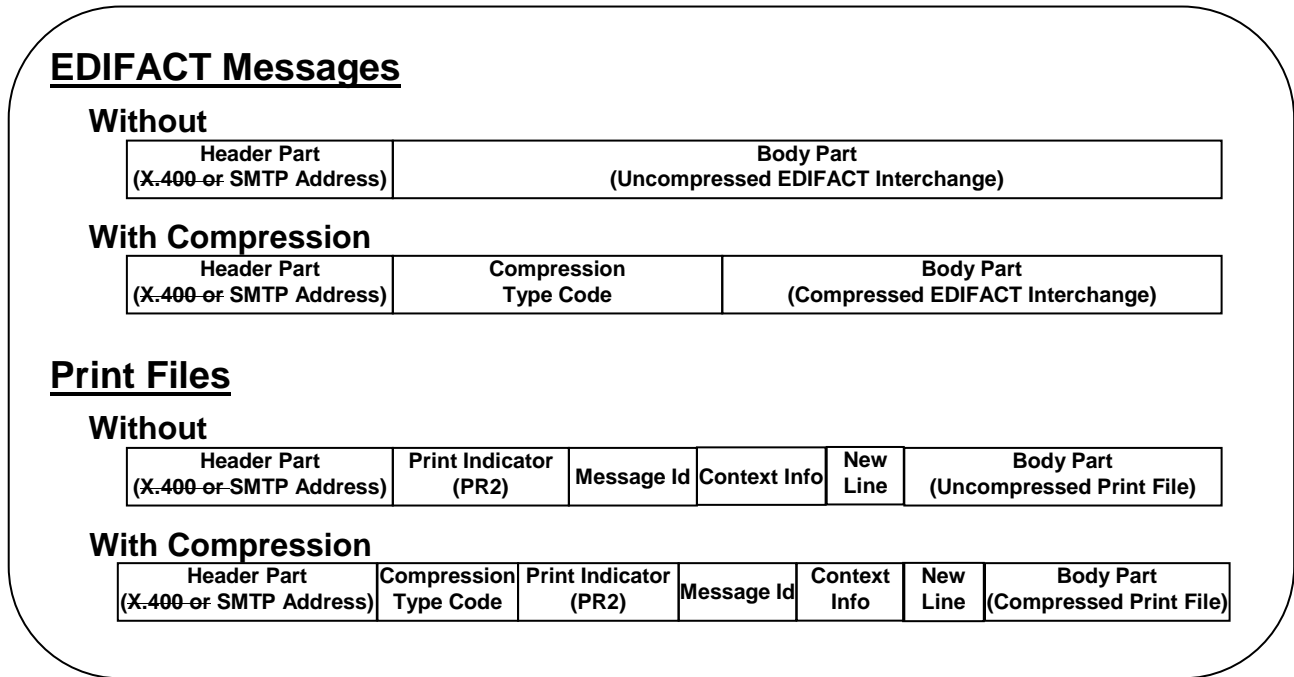 EDIFACT Messages
Without
Header Part
(X.400 or SMTP Address)
Body Part
(Uncompressed EDIFACT Interchange)
With Compression
Header Part
(X.400 or SMTP Address)
Compression
Type Code
Body Part
(Compressed EDIFACT Interchange)
Print Files
Without
Header Part
(X.400 or SMTP Address)
Print Indicator
(PR2)
Message Id
Context Info
New
Line
Body Part
(Uncompressed Print File)
With Compression
Header Part
(X.400 or SMTP Address)
Compression
Type Code
Print Indicator
(PR2)
Message Id
Context
Info
New
Line
Body Part
(Compressed Print File)